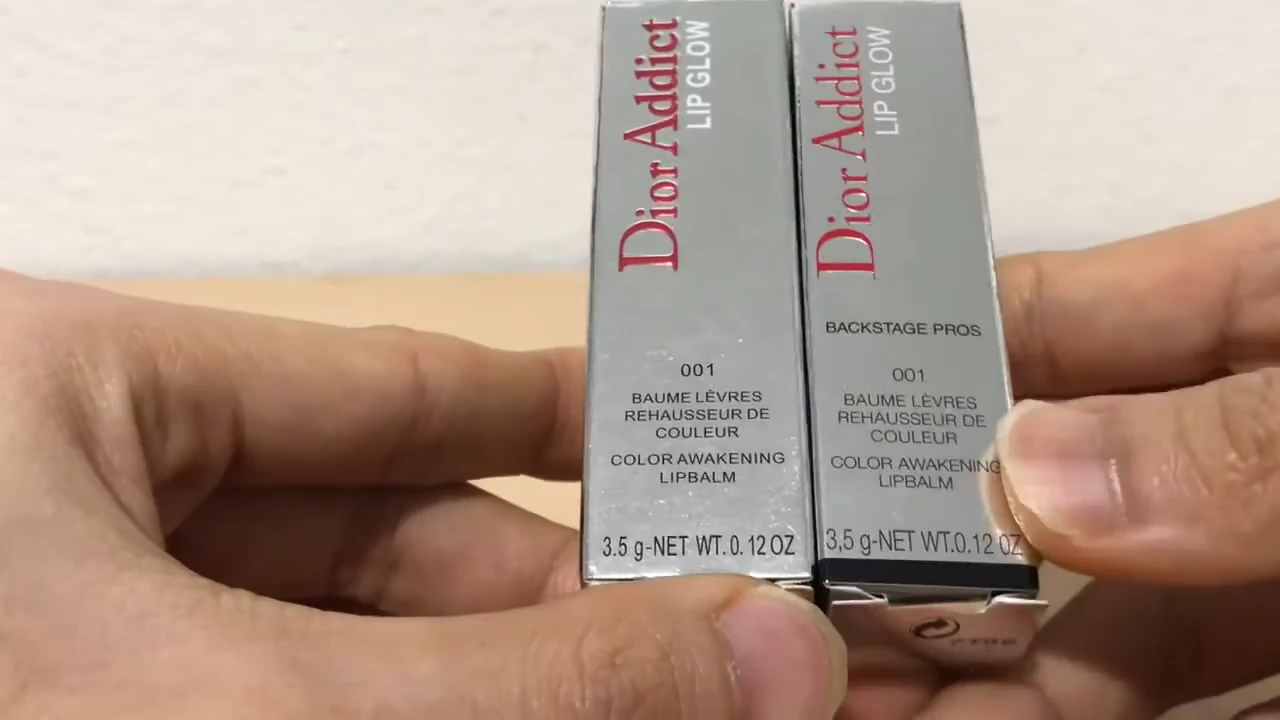 Dior Addict
LIP GLOW
001
BAUME LÈVRES
REHAUSSEUR DE
COULEUR
COLOR AWAKENING
LIPBALM
3.5 g-NET WT.0.12 OZ
Dior Addict
LIP GLOW
BACKSTAGE PROS
001
BAUME LÈVRES
REHAUSSEUR DE
COULEUR
COLOR AWAKENING
LIPBALM
3,5 g-NET WT.0.12 OZ